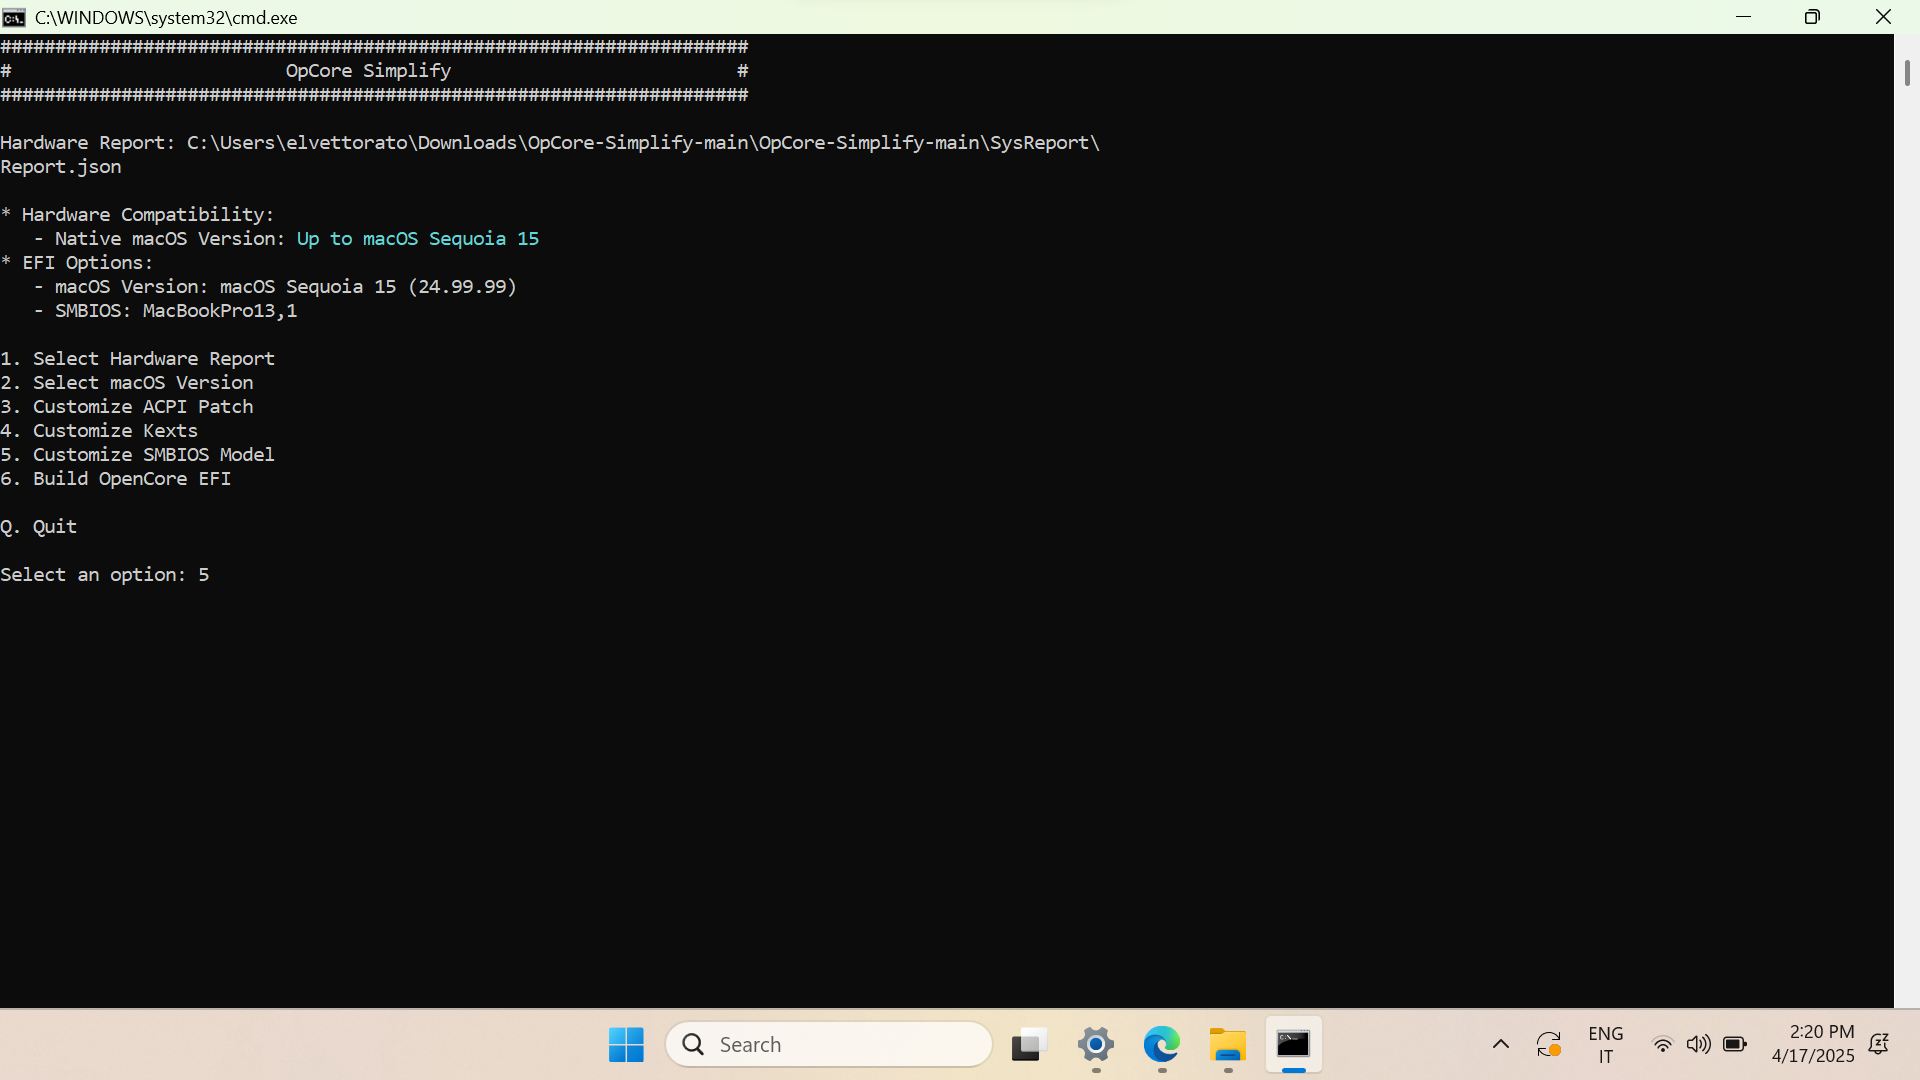 C:\WINDOWS\system32\cmd.exe
####################################################################
# OpCore Simplify #
####################################################################
Hardware Report: C:\Users\elvettorato\Downloads\OpCore-Simplify-main\OpCore-Simplify-main\SysReport\
Report.json
* Hardware Compatibility:
- Native macOS Version: Up to macOS Sequoia 15
* EFI Options:
- macOS Version: macOS Sequoia 15 (24.99.99)
- SMBIOS: MacBookPro13,1
1. Select Hardware Report
2. Select macOS Version
3. Customize ACPI Patch
4. Customize Kexts
5. Customize SMBIOS Model
6. Build OpenCore EFI
Q. Quit
Select an option: 5
Search
ENG
IT
2:20 PM
4/17/2025